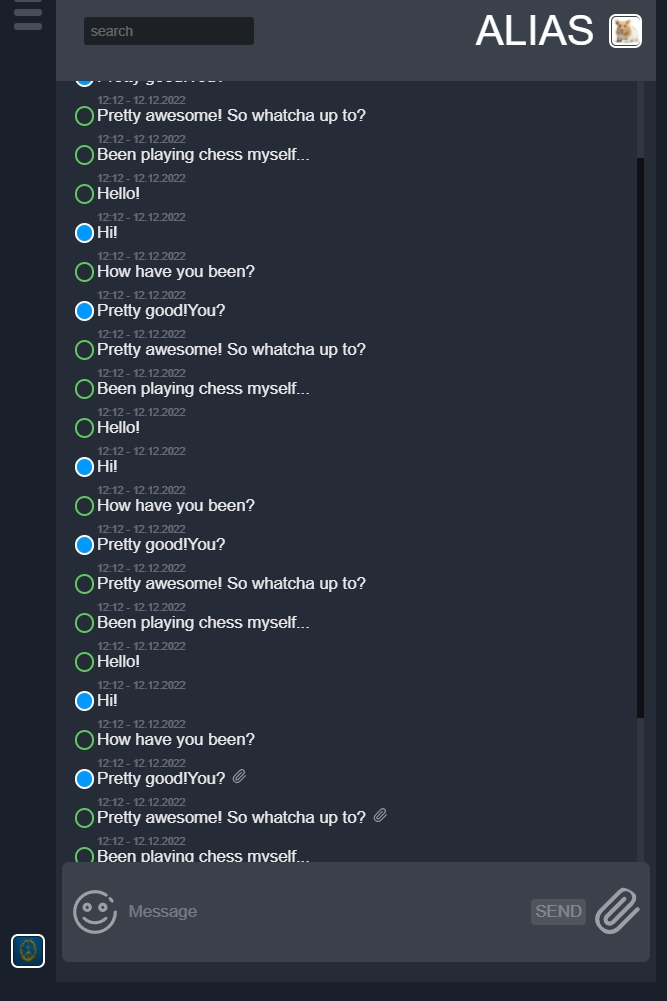 search
ALIAS
Pretty good!You?
12:12 - 12.12.2022
Pretty awesome! So whatcha up to?
12:12 - 12.12.2022
Been playing chess myself...
12:12 - 12.12.2022
Hello!
12:12 - 12.12.2022
Hi!
12:12 - 12.12.2022
How have you been?
12:12 - 12.12.2022
Pretty good!You?
12:12 - 12.12.2022
Pretty awesome! So whatcha up to?
12:12 - 12.12.2022
Been playing chess myself...
12:12 - 12.12.2022
Hello!
12:12 - 12.12.2022
Hi!
12:12 - 12.12.2022
How have you been?
12:12 - 12.12.2022
Pretty good!You?
12:12 - 12.12.2022
Pretty awesome! So whatcha up to?
12:12 - 12.12.2022
Been playing chess myself...
12:12 - 12.12.2022
Hello!
12:12 - 12.12.2022
Hi!
12:12 - 12.12.2022
How have you been?
12:12 - 12.12.2022
Pretty good!You?
12:12 - 12.12.2022
Pretty awesome! So whatcha up to?
12:12 - 12.12.2022
Been playing chess myself...
Message
SEND